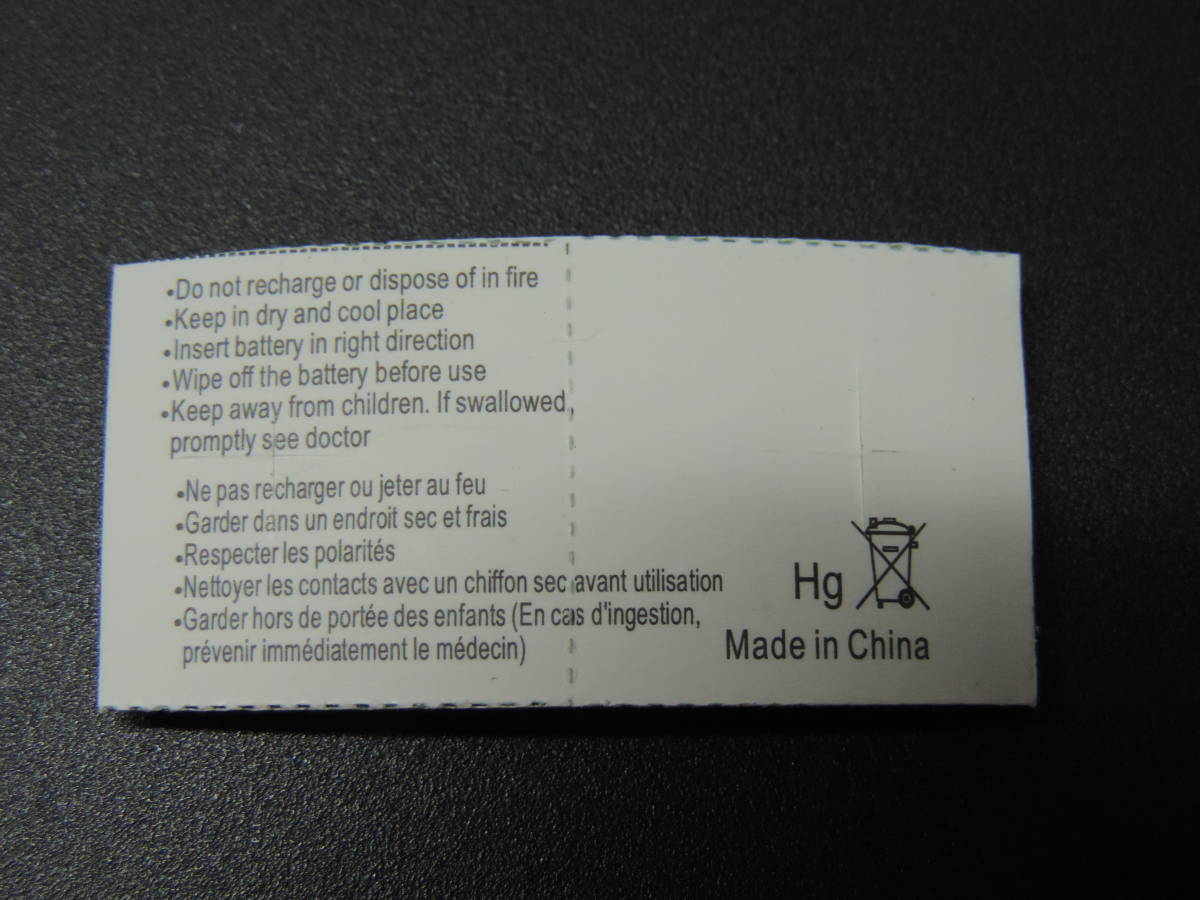 •Do not recharge or dispose of in fire
•Keep in dry and cool place
•Insert battery in right direction
•Wipe off the battery before use
•Keep away from children. If swallowed,
promptly see doctor
•Ne pas recharger ou jeter au feu
•Garder dans un endroit sec et frais
•Respecter les polarités
•Nettoyer les contacts avec un chiffon sec avant utilisation
•Garder hors de portée des enfants (En cas d'ingestion,
prévenir immédiatement le médecin)
Hg
Made in China